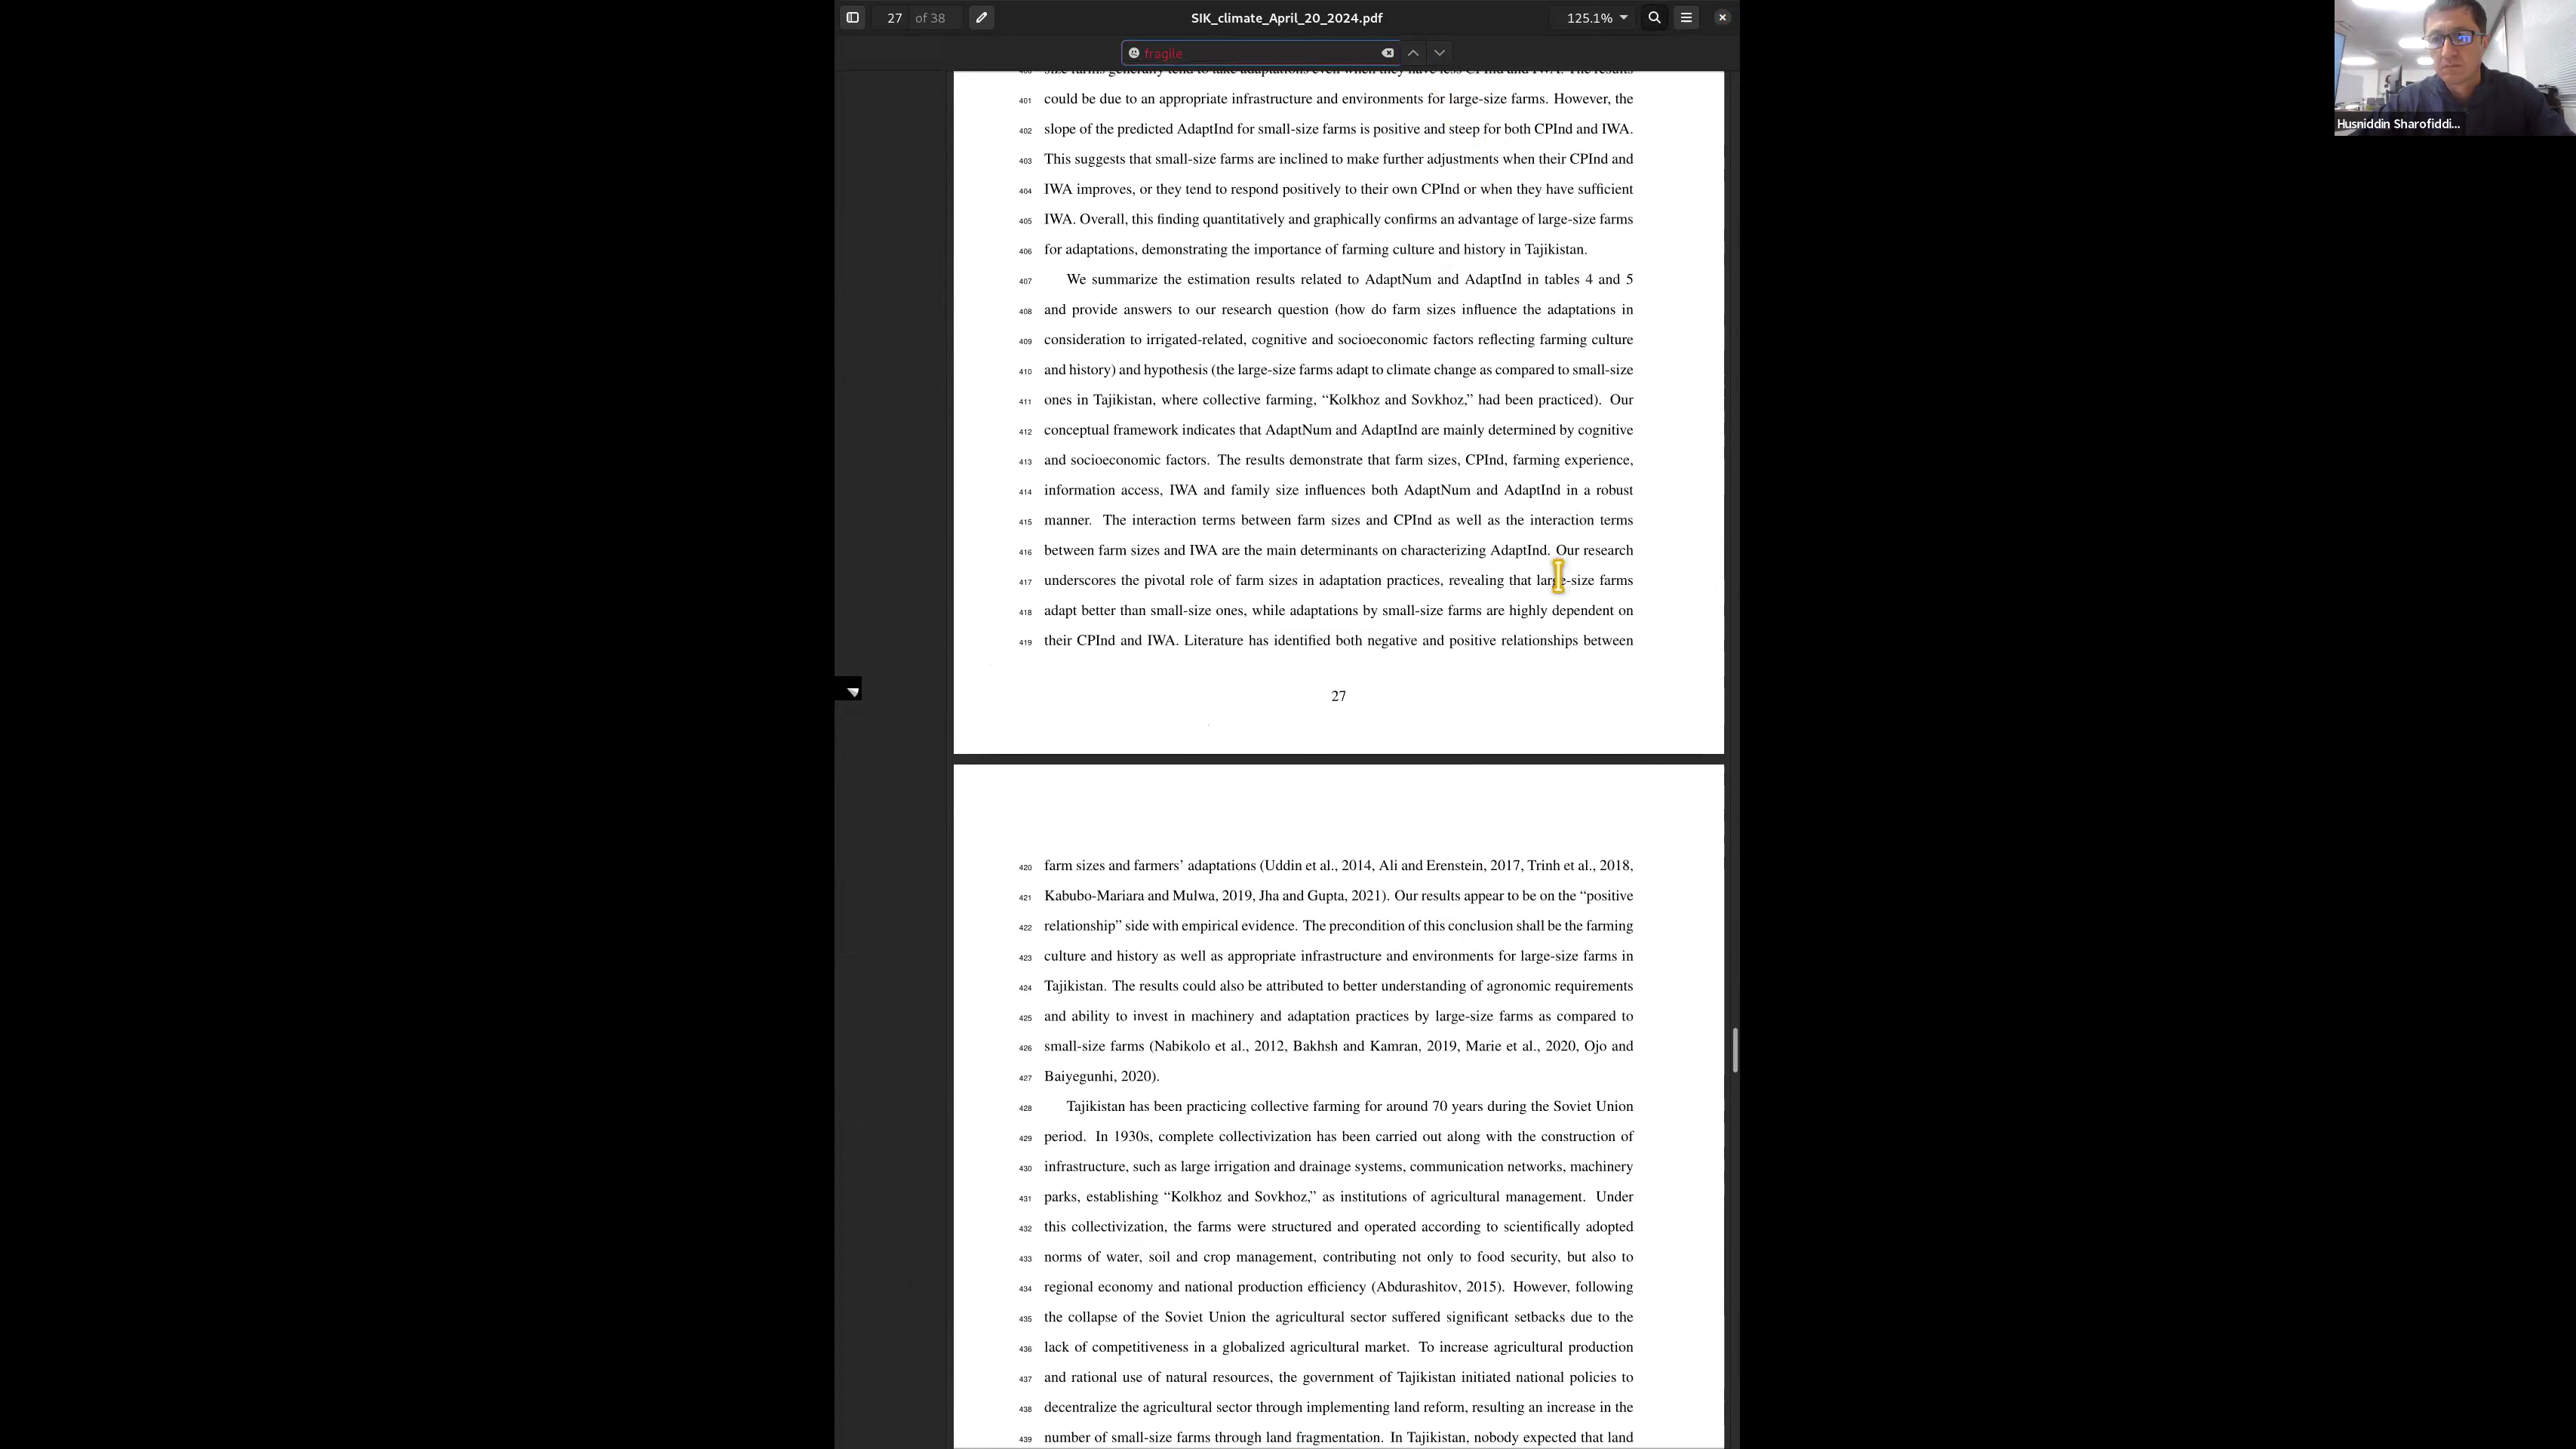 27 of 38
SIK_climate_April_20_2024.pdf
125.1%
fragile
Husniddin Sharofiddi...
400 size farms generally tend to take adaptations even when they have less CPInd and IWA. The results
401 could be due to an appropriate infrastructure and environments for large-size farms. However, the
402 slope of the predicted AdaptInd for small-size farms is positive and steep for both CPInd and IWA.
403 This suggests that small-size farms are inclined to make further adjustments when their CPInd and
404 IWA improves, or they tend to respond positively to their own CPInd or when they have sufficient
405 IWA. Overall, this finding quantitatively and graphically confirms an advantage of large-size farms
406 for adaptations, demonstrating the importance of farming culture and history in Tajikistan.
407 We summarize the estimation results related to AdaptNum and AdaptInd in tables 4 and 5
408 and provide answers to our research question (how do farm sizes influence the adaptations in
409 consideration to irrigated-related, cognitive and socioeconomic factors reflecting farming culture
410 and history) and hypothesis (the large-size farms adapt to climate change as compared to small-size
411 ones in Tajikistan, where collective farming, “Kolkhoz and Sovkhoz,” had been practiced). Our
412 conceptual framework indicates that AdaptNum and AdaptInd are mainly determined by cognitive
413 and socioeconomic factors. The results demonstrate that farm sizes, CPInd, farming experience,
414 information access, IWA and family size influences both AdaptNum and AdaptInd in a robust
415 manner. The interaction terms between farm sizes and CPInd as well as the interaction terms
416 between farm sizes and IWA are the main determinants on characterizing AdaptInd. Our research
417 underscores the pivotal role of farm sizes in adaptation practices, revealing that large-size farms
418 adapt better than small-size ones, while adaptations by small-size farms are highly dependent on
419 their CPInd and IWA. Literature has identified both negative and positive relationships between
27
420 farm sizes and farmers’ adaptations (Uddin et al., 2014, Ali and Erenstein, 2017, Trinh et al., 2018,
421 Kabubo-Mariara and Mulwa, 2019, Jha and Gupta, 2021). Our results appear to be on the “positive
422 relationship” side with empirical evidence. The precondition of this conclusion shall be the farming
423 culture and history as well as appropriate infrastructure and environments for large-size farms in
424 Tajikistan. The results could also be attributed to better understanding of agronomic requirements
425 and ability to invest in machinery and adaptation practices by large-size farms as compared to
426 small-size farms (Nabikolo et al., 2012, Bakhsh and Kamran, 2019, Marie et al., 2020, Ojo and
427 Baiyegunhi, 2020).
428 Tajikistan has been practicing collective farming for around 70 years during the Soviet Union
429 period. In 1930s, complete collectivization has been carried out along with the construction of
430 infrastructure, such as large irrigation and drainage systems, communication networks, machinery
431 parks, establishing “Kolkhoz and Sovkhoz,” as institutions of agricultural management. Under
432 this collectivization, the farms were structured and operated according to scientifically adopted
433 norms of water, soil and crop management, contributing not only to food security, but also to
434 regional economy and national production efficiency (Abdurashitov, 2015). However, following
435 the collapse of the Soviet Union the agricultural sector suffered significant setbacks due to the
436 lack of competitiveness in a globalized agricultural market. To increase agricultural production
437 and rational use of natural resources, the government of Tajikistan initiated national policies to
438 decentralize the agricultural sector through implementing land reform, resulting an increase in the
439 number of small-size farms through land fragmentation. In Tajikistan, nobody expected that land